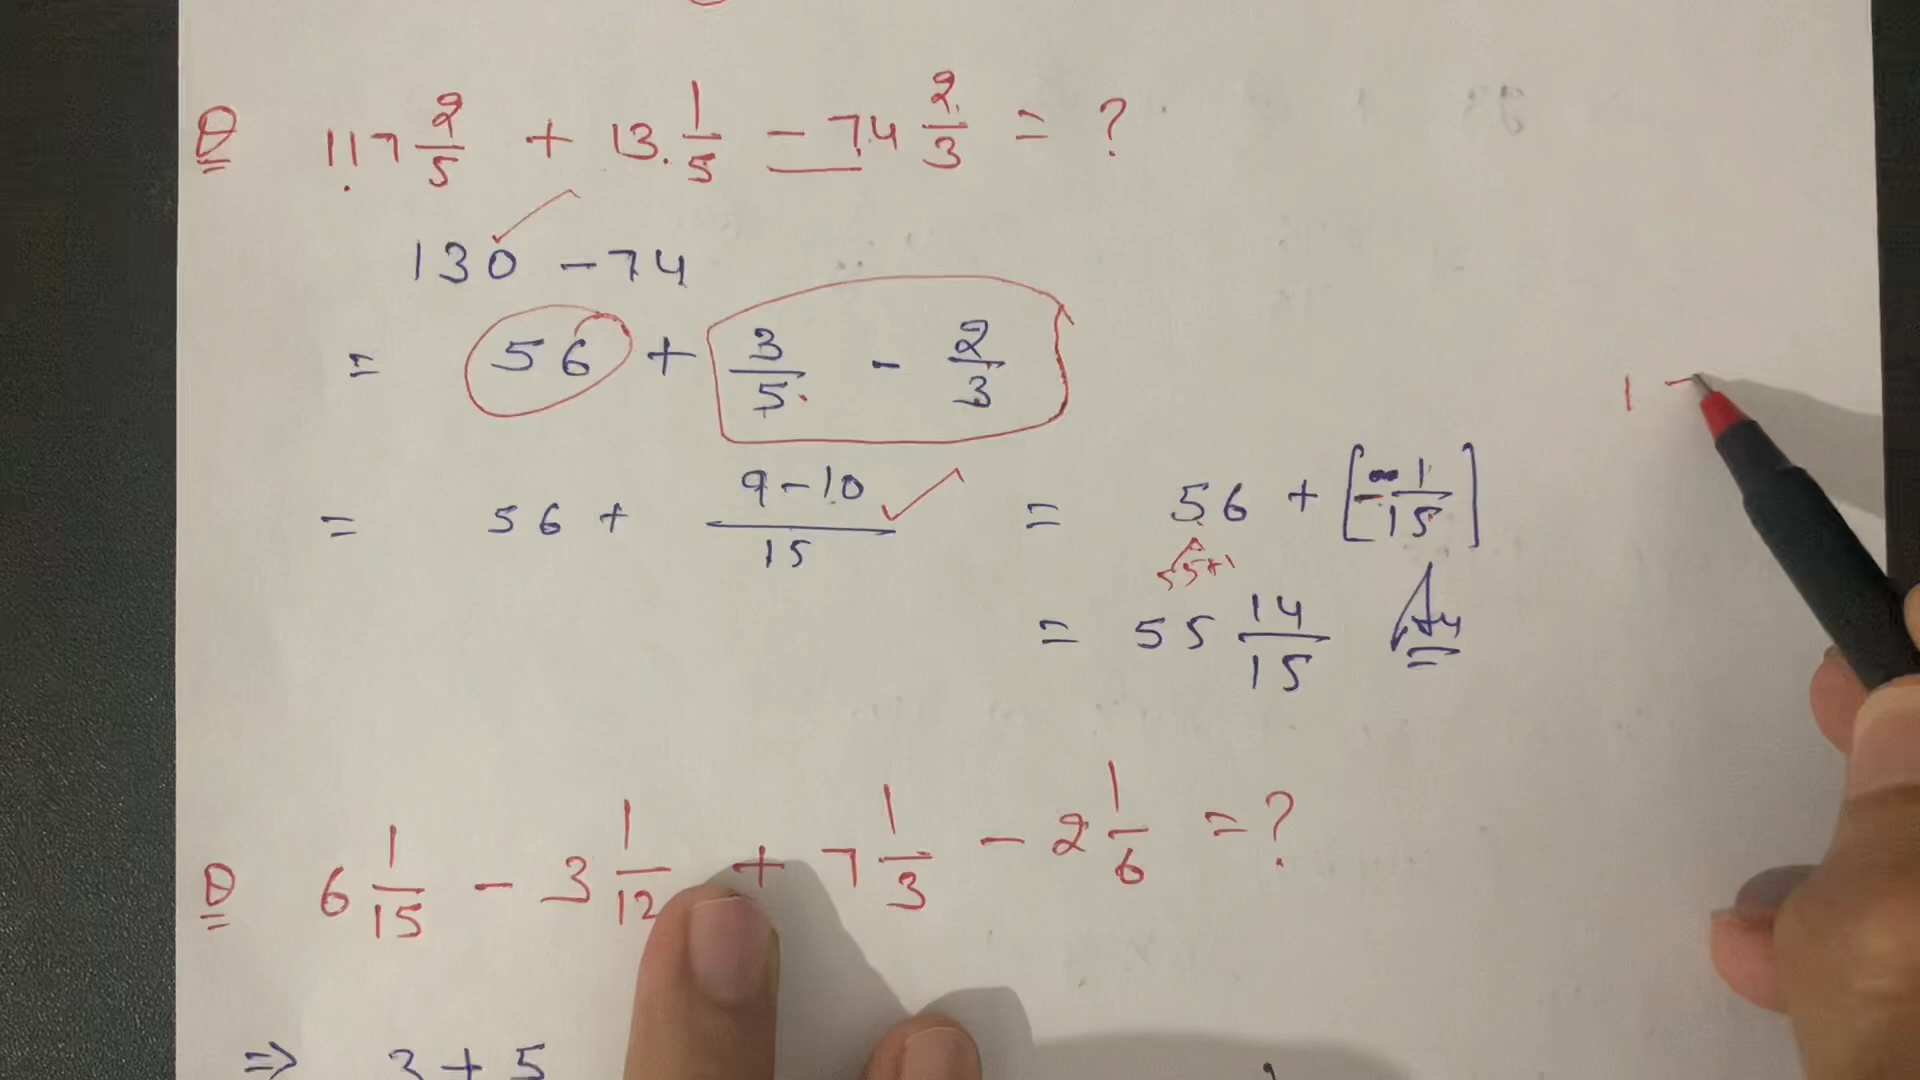 Q 117 2/5 + 13 1/5 - 74 2/3 = ?
130 - 74
= 56 + 3/5 - 2/3
1 -
= 56 + (9 - 10)/15 = 56 + [-1/15]
55+1
= 55 14/15 Ans
Q 6 1/15 - 3 1/12 + 7 1/3 - 2 1/6 = ?
⇒ 3 + 5